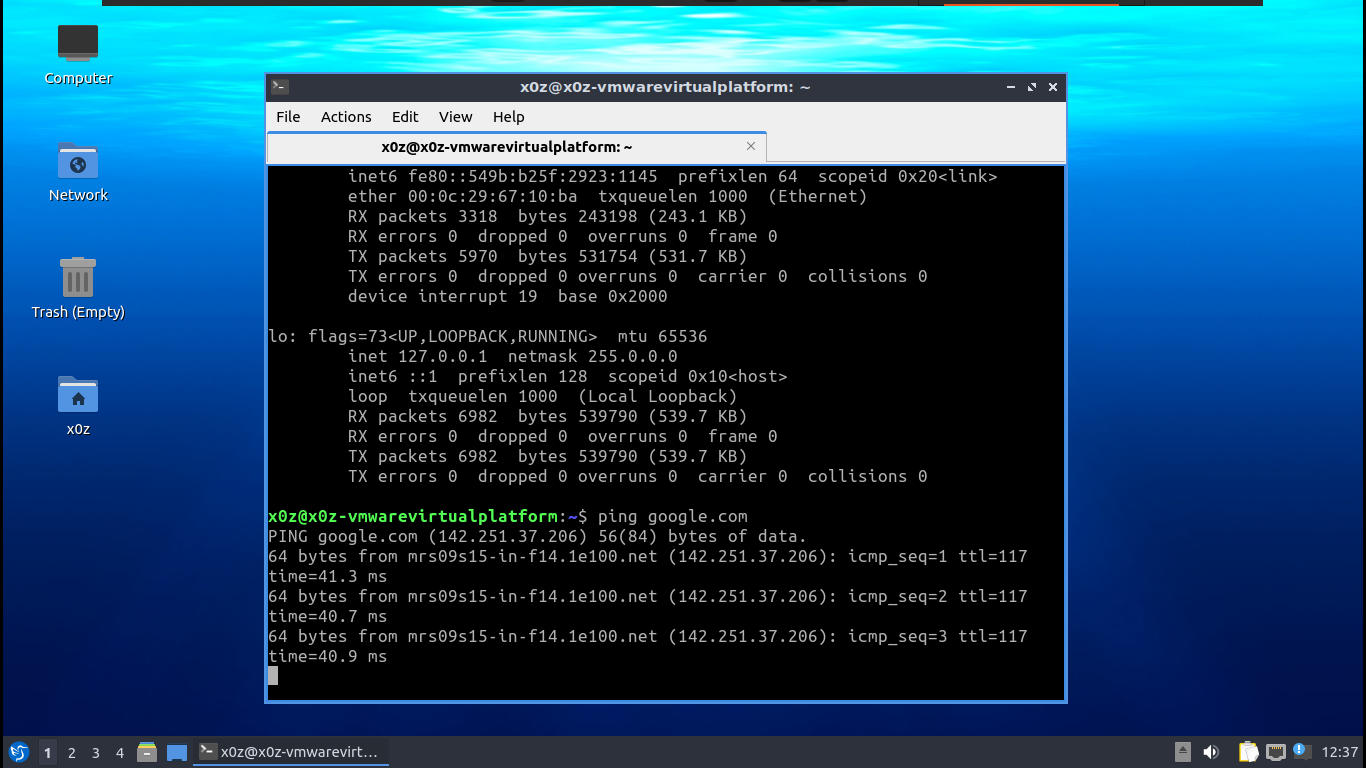 Computer
Network
Trash (Empty)
x0z
x0z@x0z-vmwarevirtualplatform: ~
File Actions Edit View Help
x0z@x0z-vmwarevirtualplatform: ~
inet6 fe80::549b:b25f:2923:1145  prefixlen 64  scopeid 0x20<link>
ether 00:0c:29:67:10:ba  txqueuelen 1000  (Ethernet)
RX packets 3318  bytes 243198 (243.1 KB)
RX errors 0  dropped 0  overruns 0  frame 0
TX packets 5970  bytes 531754 (531.7 KB)
TX errors 0  dropped 0 overruns 0  carrier 0  collisions 0
device interrupt 19  base 0x2000
lo: flags=73<UP,LOOPBACK,RUNNING>  mtu 65536
inet 127.0.0.1  netmask 255.0.0.0
inet6 ::1  prefixlen 128  scopeid 0x10<host>
loop  txqueuelen 1000  (Local Loopback)
RX packets 6982  bytes 539790 (539.7 KB)
RX errors 0  dropped 0  overruns 0  frame 0
TX packets 6982  bytes 539790 (539.7 KB)
TX errors 0  dropped 0 overruns 0  carrier 0  collisions 0
x0z@x0z-vmwarevirtualplatform:~$ ping google.com
PING google.com (142.251.37.206) 56(84) bytes of data.
64 bytes from mrs09s15-in-f14.1e100.net (142.251.37.206): icmp_seq=1 ttl=117
time=41.3 ms
64 bytes from mrs09s15-in-f14.1e100.net (142.251.37.206): icmp_seq=2 ttl=117
time=40.7 ms
64 bytes from mrs09s15-in-f14.1e100.net (142.251.37.206): icmp_seq=3 ttl=117
time=40.9 ms
1 2 3 4 x0z@x0z-vmwarevirt... 12:37